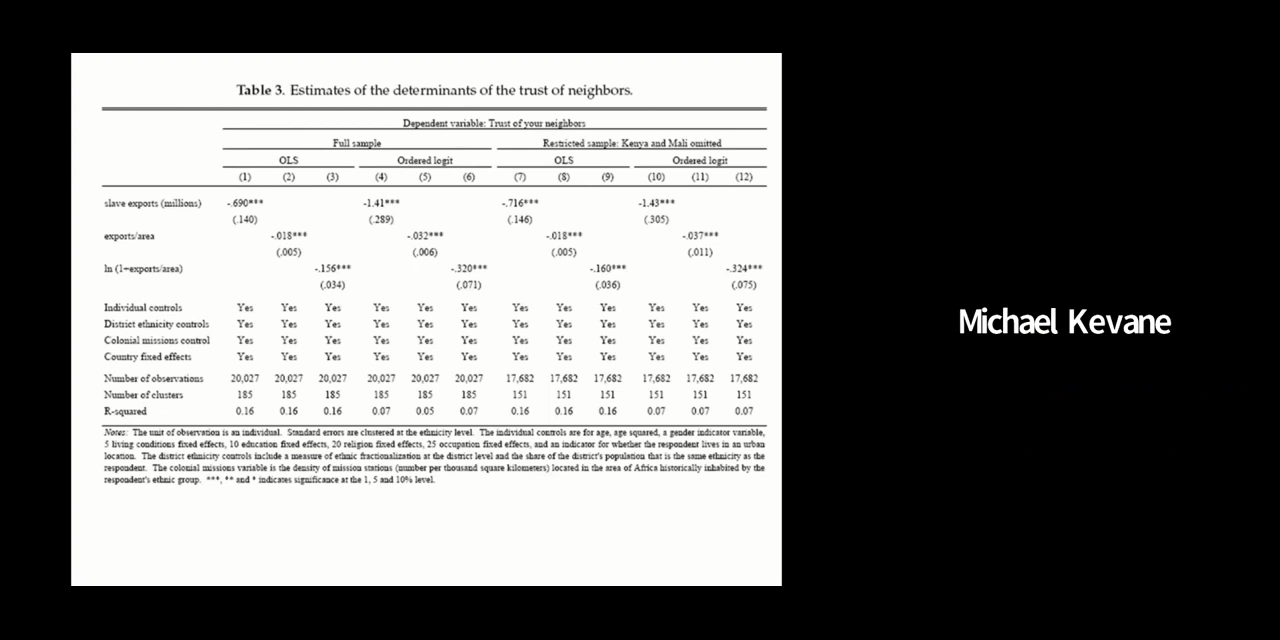 Table 3. Estimates of the determinants of the trust of neighbors.
Dependent variable: Trust of your neighbors
Full sample Restricted sample: Kenya and Mali omitted
OLS Ordered logit OLS Ordered logit
(1) (2) (3) (4) (5) (6) (7) (8) (9) (10) (11) (12)
slave exports (millions) -.690*** -1.41*** -.716*** -1.43***
(.140) (.289) (.146) (.305)
exports/area -.018*** -.032*** -.018*** -.037***
(.005) (.006) (.005) (.011)
ln (1+exports/area) -.156*** -.320*** -.160*** -.324***
(.034) (.071) (.036) (.075)
Individual controls Yes Yes Yes Yes Yes Yes Yes Yes Yes Yes Yes Yes
District ethnicity controls Yes Yes Yes Yes Yes Yes Yes Yes Yes Yes Yes Yes
Colonial missions control Yes Yes Yes Yes Yes Yes Yes Yes Yes Yes Yes Yes
Country fixed effects Yes Yes Yes Yes Yes Yes Yes Yes Yes Yes Yes Yes
Number of observations 20,027 20,027 20,027 20,027 20,027 20,027 17,682 17,682 17,682 17,682 17,682 17,682
Number of clusters 185 185 185 185 185 185 151 151 151 151 151 151
R-squared 0.16 0.16 0.16 0.07 0.05 0.07 0.16 0.16 0.16 0.07 0.07 0.07
Notes: The unit of observation is an individual. Standard errors are clustered at the ethnicity level. The individual controls are for age, age squared, a gender indicator variable,
5 living conditions fixed effects, 10 education fixed effects, 20 religion fixed effects, 25 occupation fixed effects, and an indicator for whether the respondent lives in an urban
location. The district ethnicity controls include a measure of ethnic fractionalization at the district level and the share of the district's population that is the same ethnicity as the
respondent. The colonial missions variable is the density of mission stations (number per thousand square kilometers) located in the area of Africa historically inhabited by the
respondent's ethnic group. ***, ** and * indicates significance at the 1, 5 and 10% level.
Michael Kevane